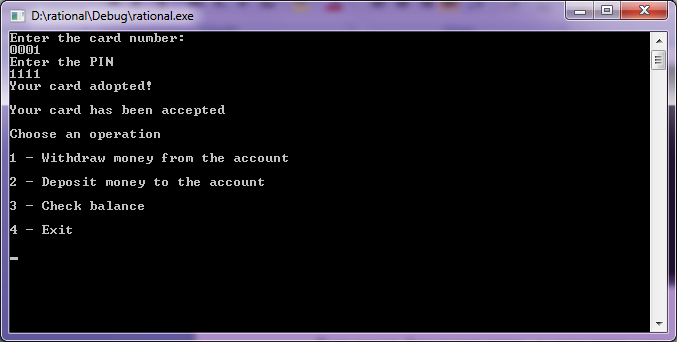 D:\rational\Debug\rational.exe
Enter the card number:
0001
Enter the PIN
1111
Your card adopted!
Your card has been accepted
Choose an operation
1 - Withdraw money from the account
2 - Deposit money to the account
3 - Check balance
4 - Exit